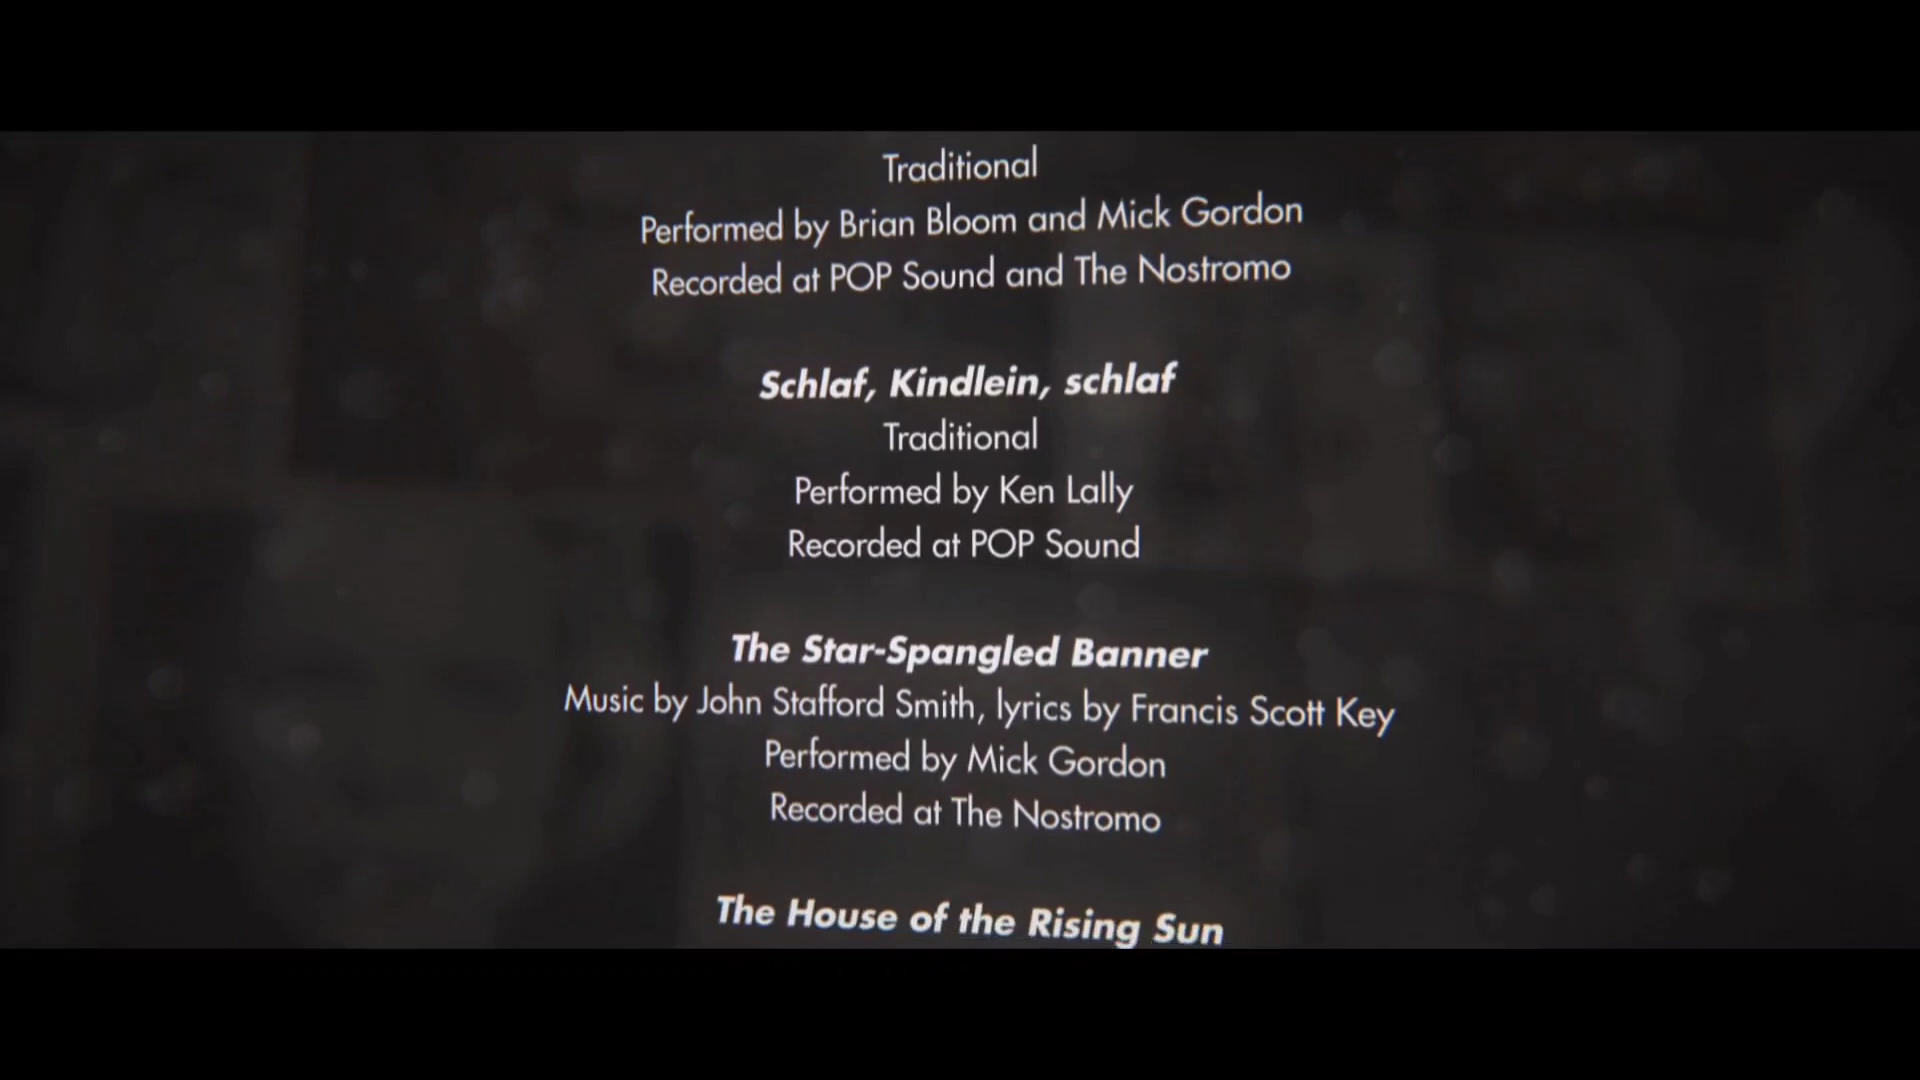 Traditional
Performed by Brian Bloom and Mick Gordon
Recorded at POP Sound and The Nostromo
Schlaf, Kindlein, schlaf
Traditional
Performed by Ken Lally
Recorded at POP Sound
The Star-Spangled Banner
Music by John Stafford Smith, lyrics by Francis Scott Key
Performed by Mick Gordon
Recorded at The Nostromo
The House of the Rising Sun